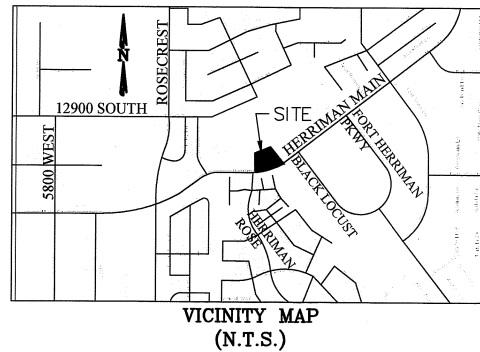 N
ROSECREST
12900 SOUTH
SITE
HERRIMAN MAIN
5800 WEST
FORT HERRIMAN
PKWY
BLACK LOCUST
HERRIMAN
ROSE
VICINITY MAP
(N.T.S.)